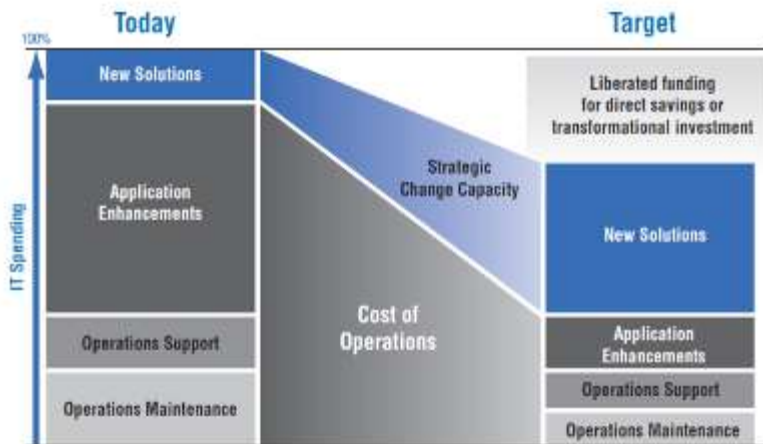 Today
Target
100%
New Solutions
Application
Enhancements
Operations Support
Operations Maintenance
IT Spending
Strategic
Change Capacity
Cost of
Operations
Liberated funding
for direct savings or
transformational investment
New Solutions
Application
Enhancements
Operations Support
Operations Maintenance